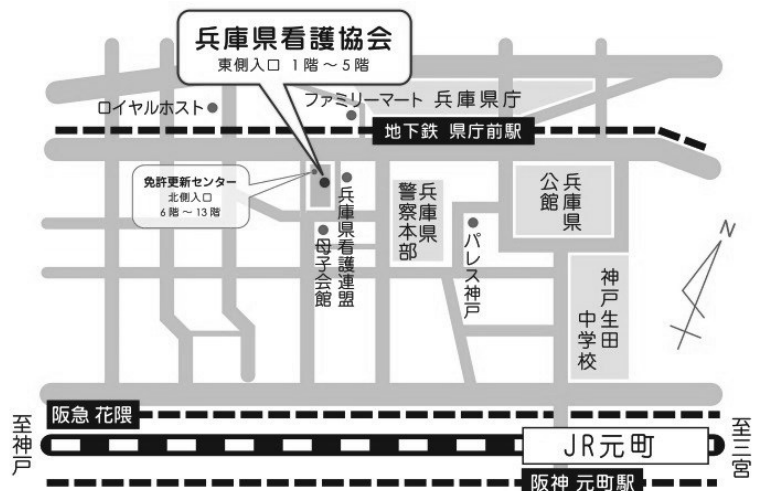 兵庫県看護協会
東側入口 1階～5階
ロイヤルホスト
ファミリーマート
兵庫県庁
地下鉄 県庁前駅
免許更新センター
北側入口
6階～13階
兵庫県看護連盟
母子会館
兵庫県
警察本部
パレス神戸
兵庫県
公館
N
神戸生田
中学校
阪急 花隈
至神戸
JR元町
至三宮
阪神 元町駅